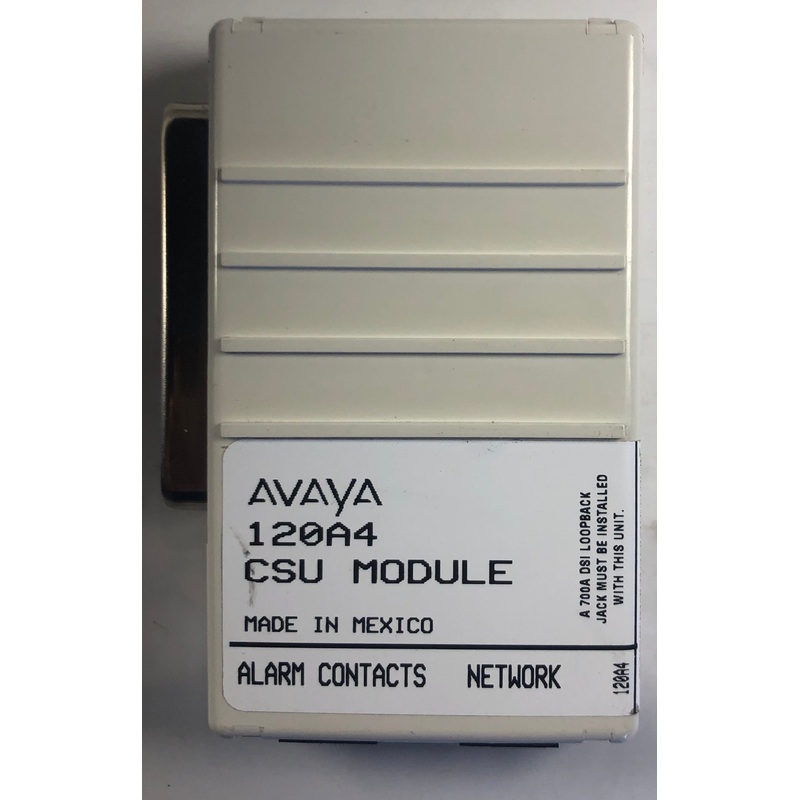 AVAYA
120A4
CSU MODULE
MADE IN MEXICO
ALARM CONTACTS NETWORK
A 700A DSI LOOPBACK
JACK MUST BE INSTALLED
WITH THIS UNIT.
120A4